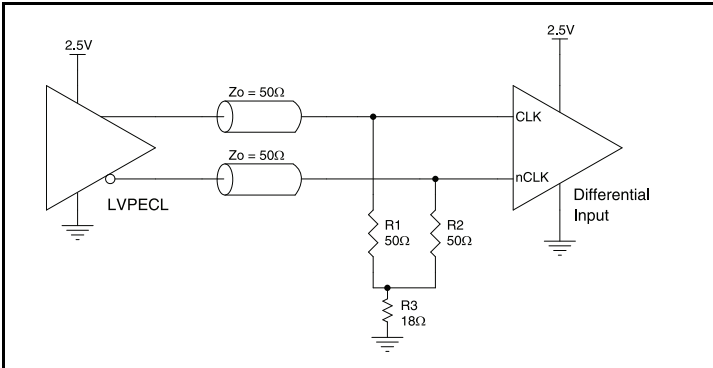 2.5V
2.5V
Zo = 50Ω
CLK
Zo = 50Ω
nCLK
LVPECL
Differential
Input
R1
50Ω
R2
50Ω
R3
18Ω